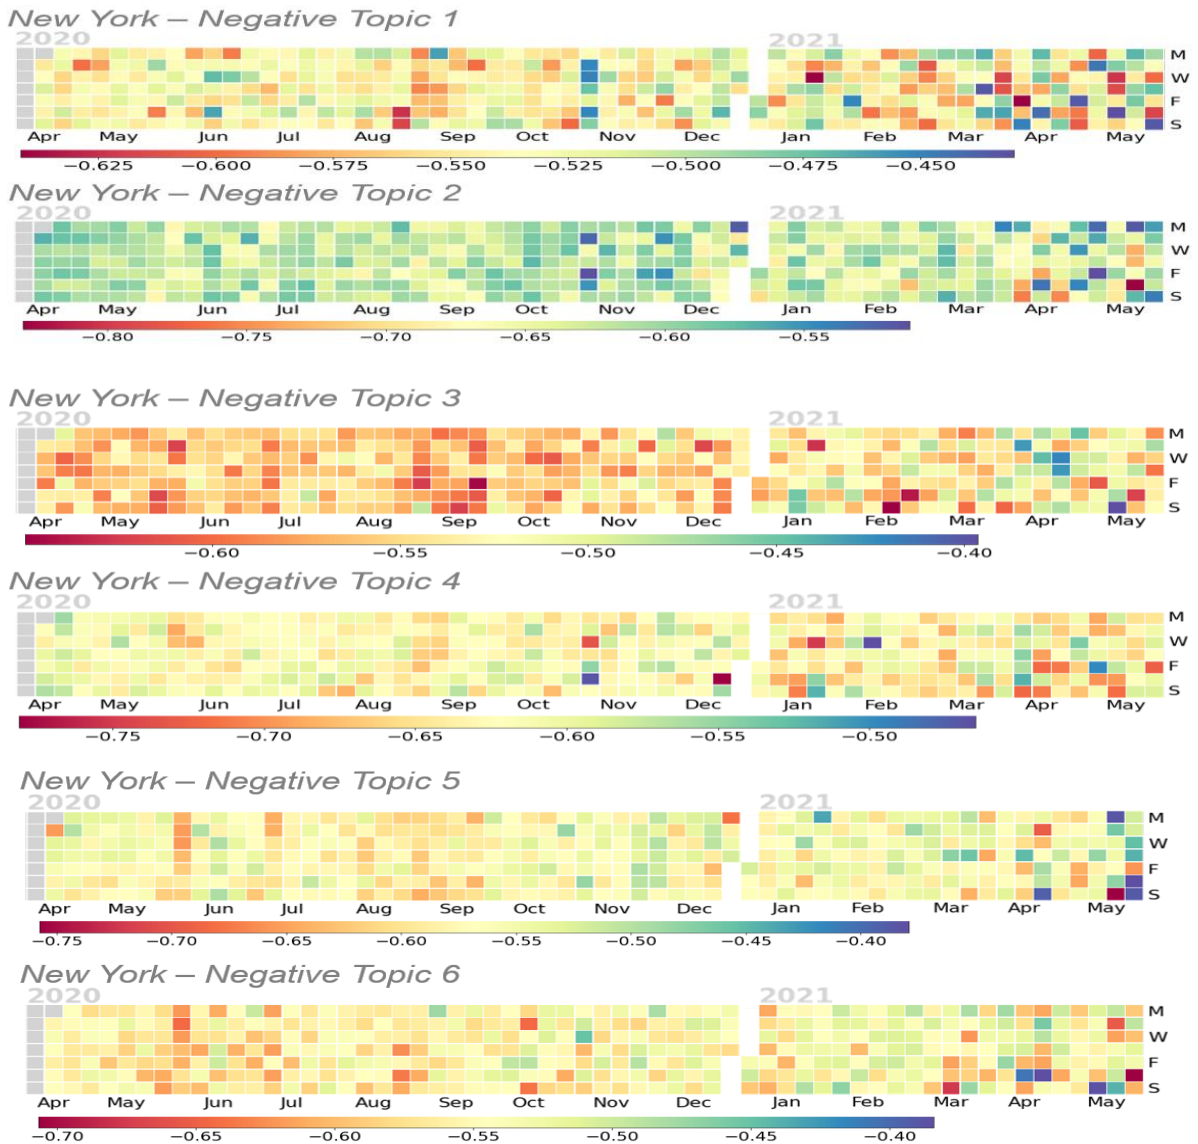 New York – Negative Topic 1
2020 2021
M
W
F
S
Apr May Jun Jul Aug Sep Oct Nov Dec Jan Feb Mar Apr May
−0.625 −0.600 −0.575 −0.550 −0.525 −0.500 −0.475 −0.450
New York – Negative Topic 2
2020 2021
M
W
F
S
Apr May Jun Jul Aug Sep Oct Nov Dec Jan Feb Mar Apr May
−0.80 −0.75 −0.70 −0.65 −0.60 −0.55
New York – Negative Topic 3
2020 2021
M
W
F
S
Apr May Jun Jul Aug Sep Oct Nov Dec Jan Feb Mar Apr May
−0.60 −0.55 −0.50 −0.45 −0.40
New York – Negative Topic 4
2020 2021
M
W
F
S
Apr May Jun Jul Aug Sep Oct Nov Dec Jan Feb Mar Apr May
−0.75 −0.70 −0.65 −0.60 −0.55 −0.50
New York – Negative Topic 5
2020 2021
M
W
F
S
Apr May Jun Jul Aug Sep Oct Nov Dec Jan Feb Mar Apr May
−0.75 −0.70 −0.65 −0.60 −0.55 −0.50 −0.45 −0.40
New York – Negative Topic 6
2020 2021
M
W
F
S
Apr May Jun Jul Aug Sep Oct Nov Dec Jan Feb Mar Apr May
−0.70 −0.65 −0.60 −0.55 −0.50 −0.45 −0.40